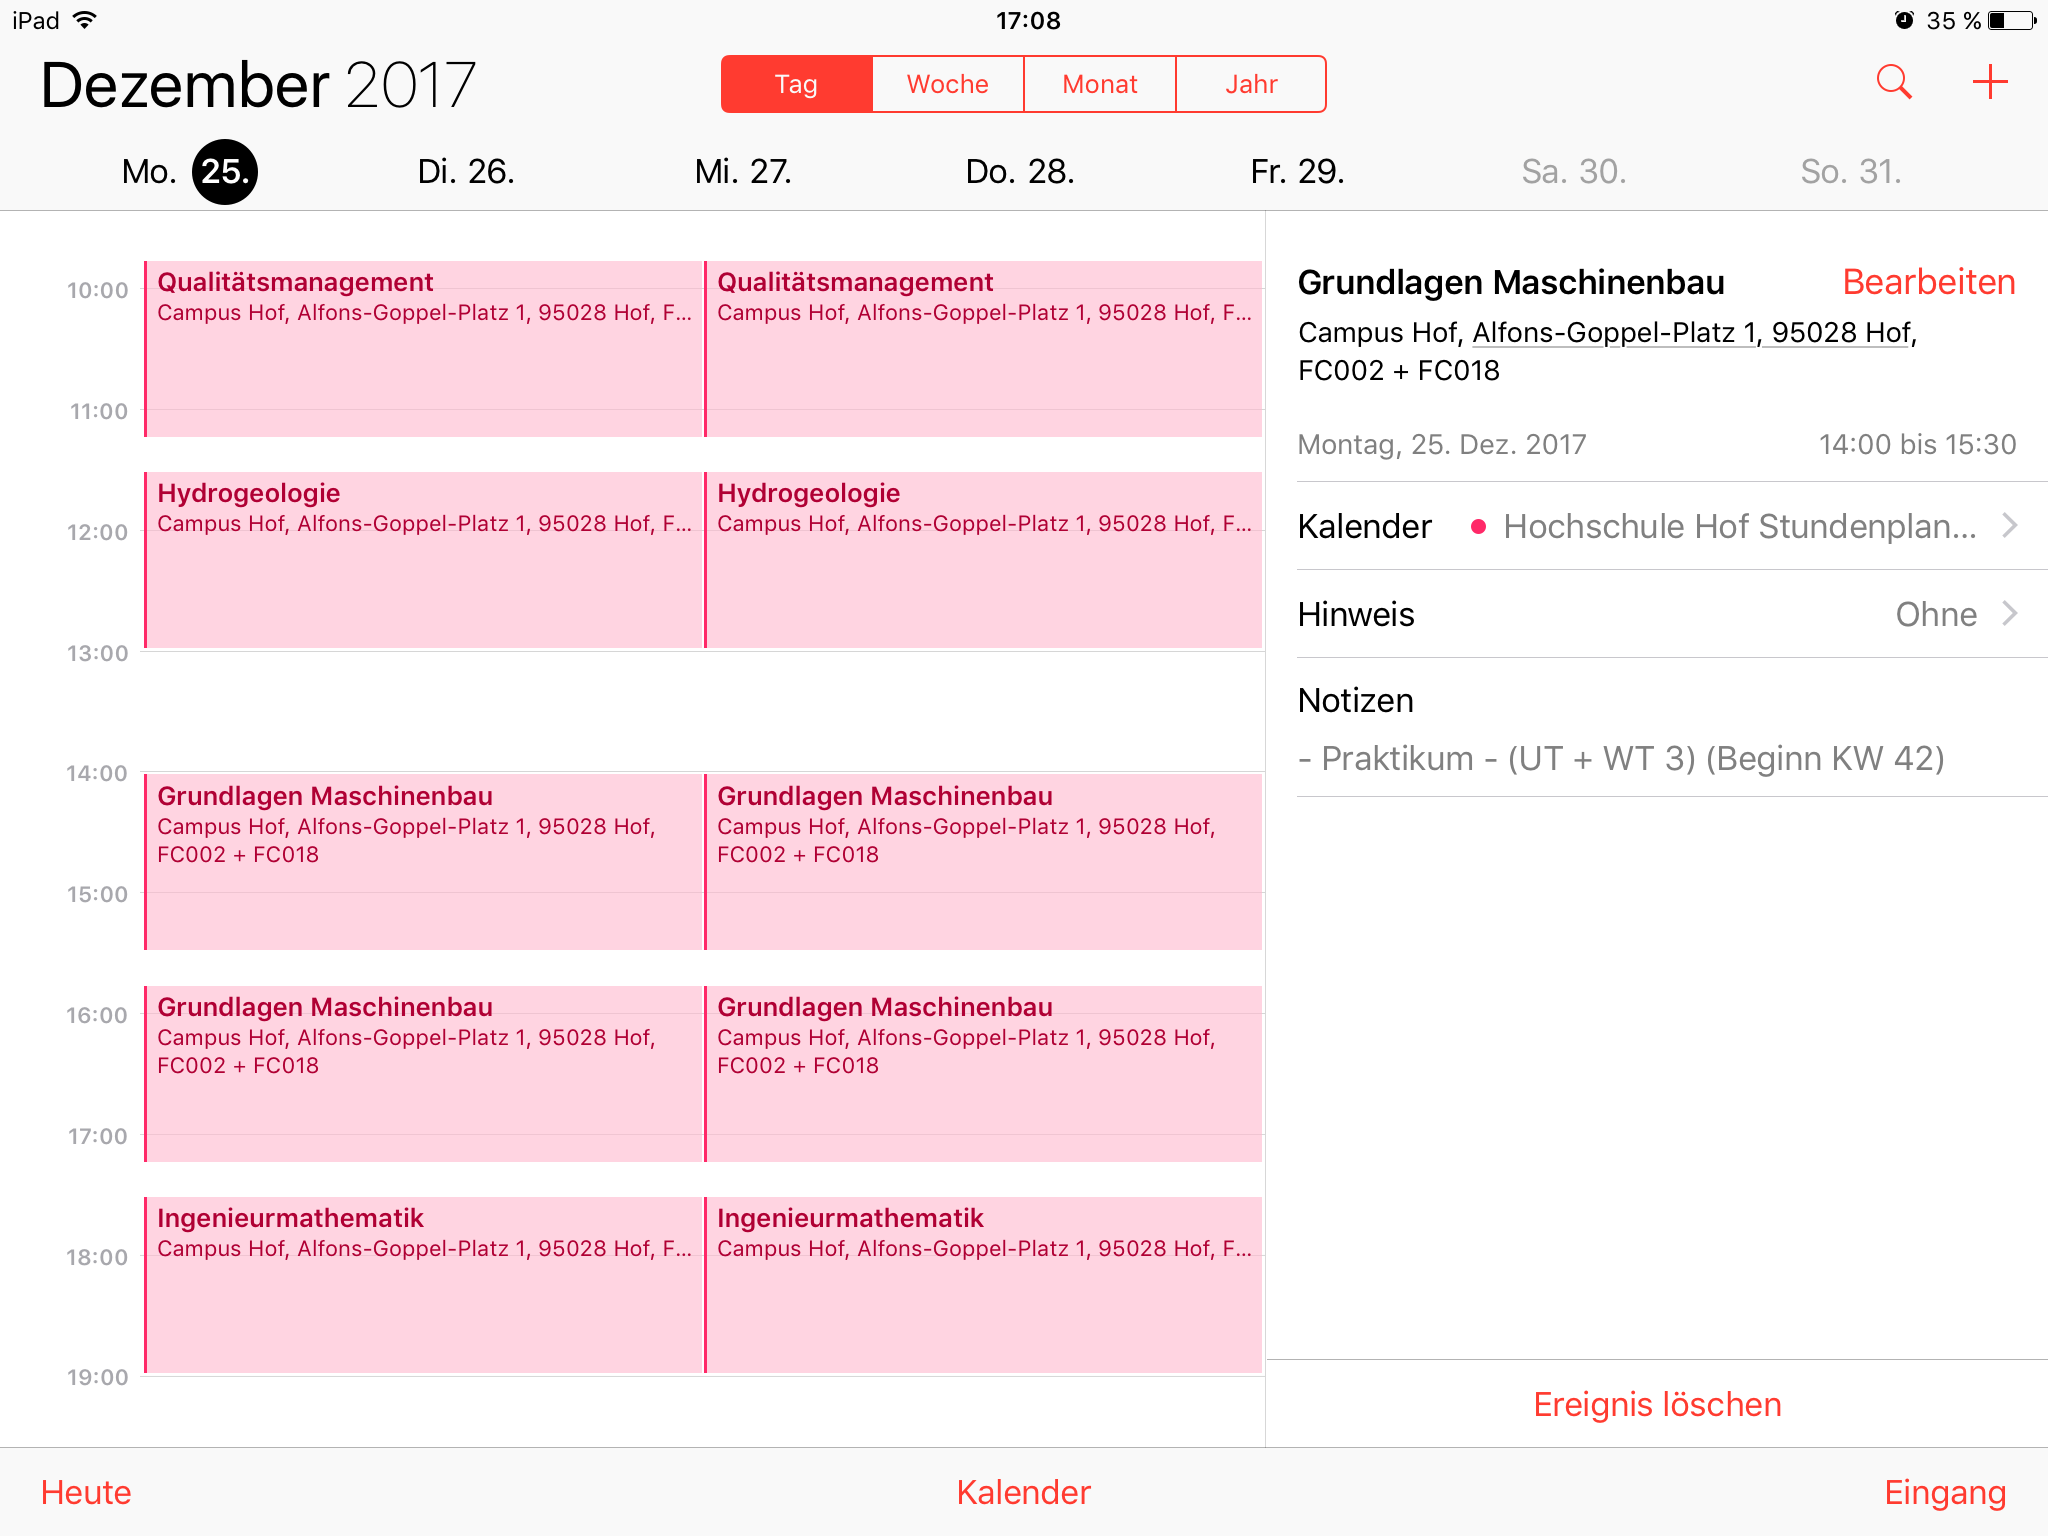 iPad 17:08 35 %
Dezember 2017 Tag Woche Monat Jahr
Mo. 25. Di. 26. Mi. 27. Do. 28. Fr. 29. Sa. 30. So. 31.
10:00
11:00
12:00
13:00
14:00
15:00
16:00
17:00
18:00
19:00
Qualitätsmanagement
Campus Hof, Alfons-Goppel-Platz 1, 95028 Hof, F...
Qualitätsmanagement
Campus Hof, Alfons-Goppel-Platz 1, 95028 Hof, F...
Hydrogeologie
Campus Hof, Alfons-Goppel-Platz 1, 95028 Hof, F...
Hydrogeologie
Campus Hof, Alfons-Goppel-Platz 1, 95028 Hof, F...
Grundlagen Maschinenbau
Campus Hof, Alfons-Goppel-Platz 1, 95028 Hof,
FC002 + FC018
Grundlagen Maschinenbau
Campus Hof, Alfons-Goppel-Platz 1, 95028 Hof,
FC002 + FC018
Grundlagen Maschinenbau
Campus Hof, Alfons-Goppel-Platz 1, 95028 Hof,
FC002 + FC018
Grundlagen Maschinenbau
Campus Hof, Alfons-Goppel-Platz 1, 95028 Hof,
FC002 + FC018
Ingenieurmathematik
Campus Hof, Alfons-Goppel-Platz 1, 95028 Hof, F...
Ingenieurmathematik
Campus Hof, Alfons-Goppel-Platz 1, 95028 Hof, F...
Grundlagen Maschinenbau Bearbeiten
Campus Hof, Alfons-Goppel-Platz 1, 95028 Hof,
FC002 + FC018
Montag, 25. Dez. 2017 14:00 bis 15:30
Kalender Hochschule Hof Stundenplan...
Hinweis Ohne
Notizen
- Praktikum - (UT + WT 3) (Beginn KW 42)
Ereignis löschen
Heute Kalender Eingang